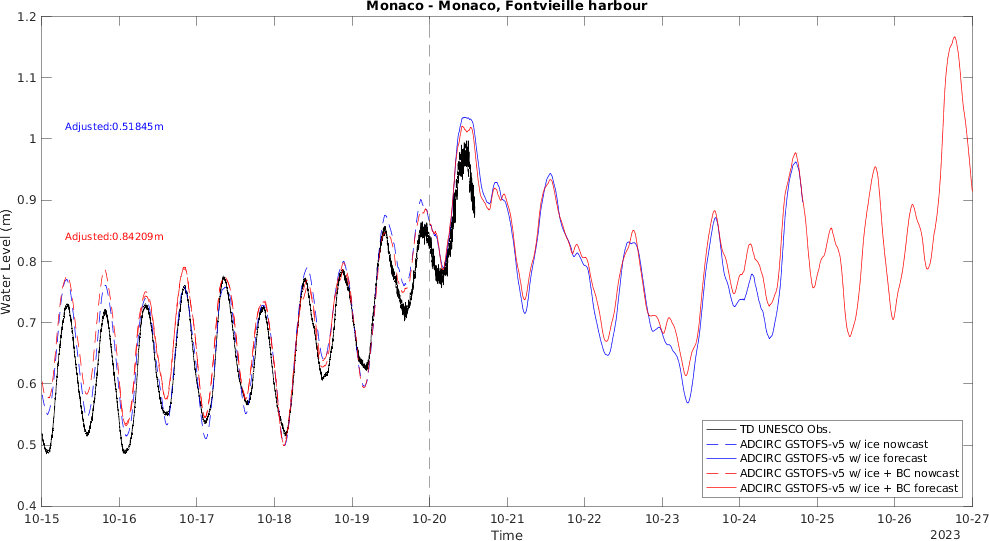 Monaco - Monaco, Fontvieille harbour
1.2
1.1
1
0.9
0.8
0.7
0.6
0.5
0.4
Water Level (m)
Adjusted:0.51845m
Adjusted:0.84209m
TD UNESCO Obs.
ADCIRC GSTOFS-v5 w/ ice nowcast
ADCIRC GSTOFS-v5 w/ ice forecast
ADCIRC GSTOFS-v5 w/ ice + BC nowcast
ADCIRC GSTOFS-v5 w/ ice + BC forecast
10-15 10-16 10-17 10-18 10-19 10-20 10-21 10-22 10-23 10-24 10-25 10-26 10-27
Time
2023